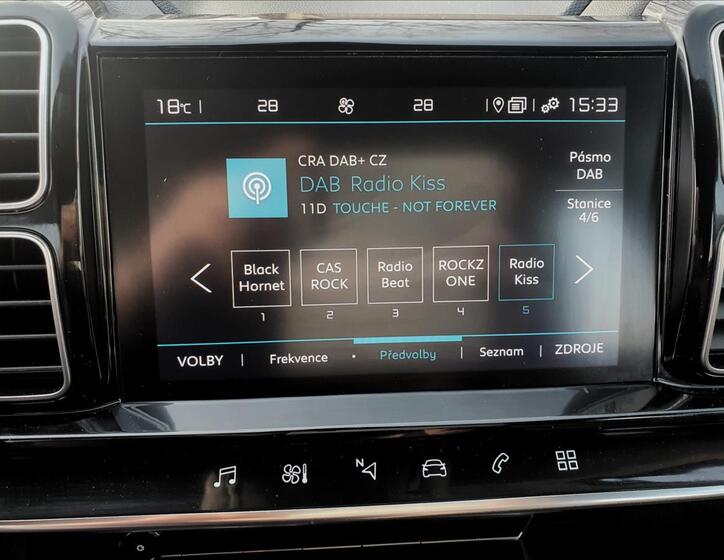 18°C | 28 28 | | 15:33
CRA DAB+ CZ
DAB Radio Kiss
11D TOUCHE - NOT FOREVER
Pásmo
DAB
Stanice
4/6
Black
Hornet
1
CAS
ROCK
2
Radio
Beat
3
ROCKZ
ONE
4
Radio
Kiss
5
VOLBY | Frekvence • Předvolby | Seznam | ZDROJE
N